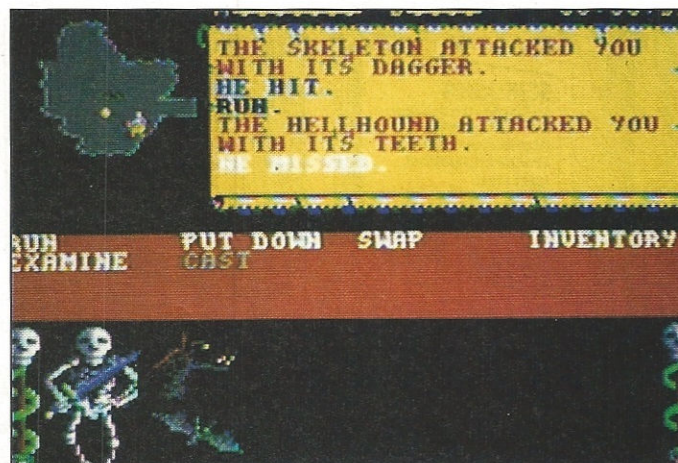 THE SKELETON ATTACKED YOU
WITH ITS DAGGER.
HE HIT.
RUN.
THE HELLHOUND ATTACKED YOU
WITH ITS TEETH.
HE MISSED.
RUN PUT DOWN SWAP INVENTORY
EXAMINE CAST